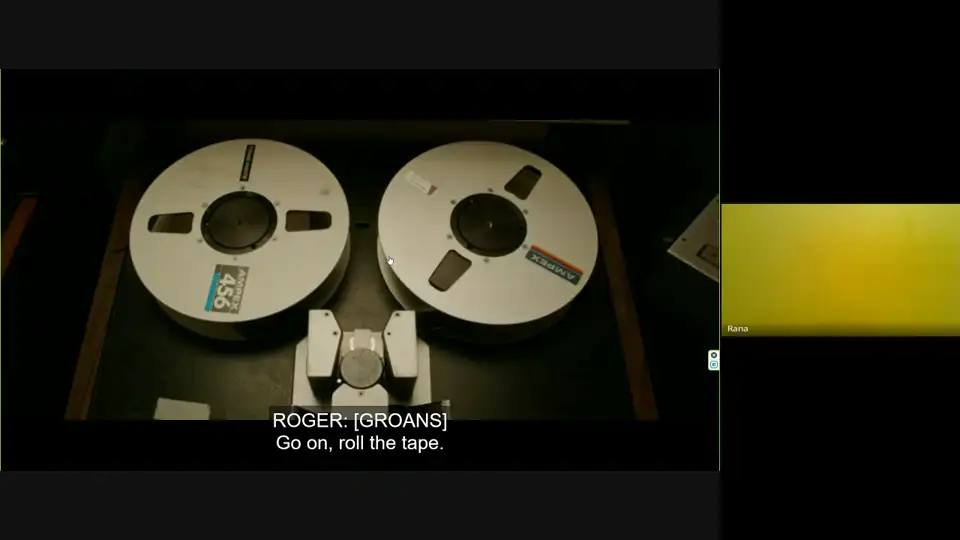 AMPEX
456
AMPEX
ROGER: [GROANS]
Go on, roll the tape.
Rana